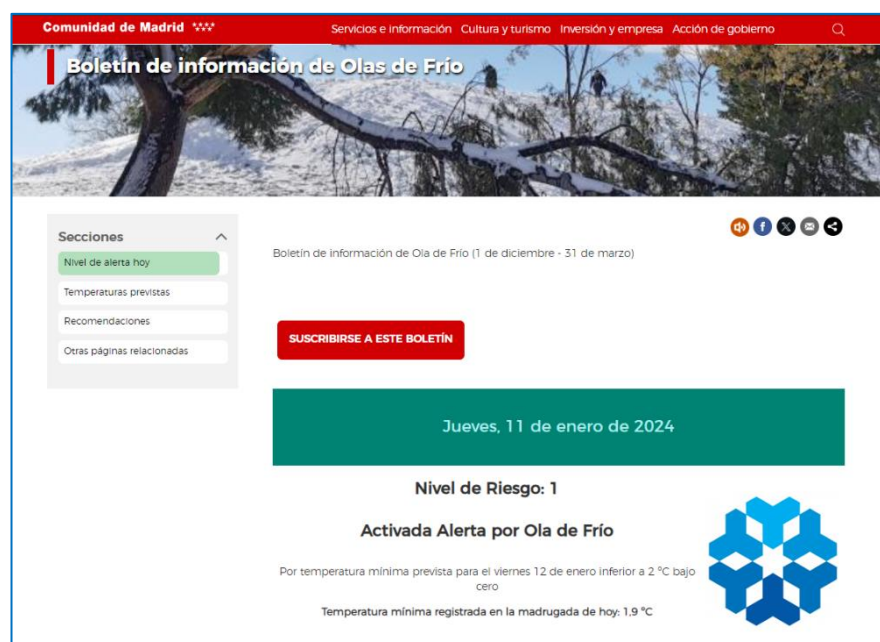 Comunidad de Madrid
Servicios e información Cultura y turismo Inversión y empresa Acción de gobierno
Boletín de información de Olas de Frío
Secciones
Nivel de alerta hoy
Temperaturas previstas
Recomendaciones
Otras páginas relacionadas
Boletín de información de Ola de Frío (1 de diciembre - 31 de marzo)
SUSCRIBIRSE A ESTE BOLETÍN
Jueves, 11 de enero de 2024
Nivel de Riesgo: 1
Activada Alerta por Ola de Frío
Por temperatura mínima prevista para el viernes 12 de enero inferior a 2 ºC bajo
cero
Temperatura mínima registrada en la madrugada de hoy: 1,9 ºC